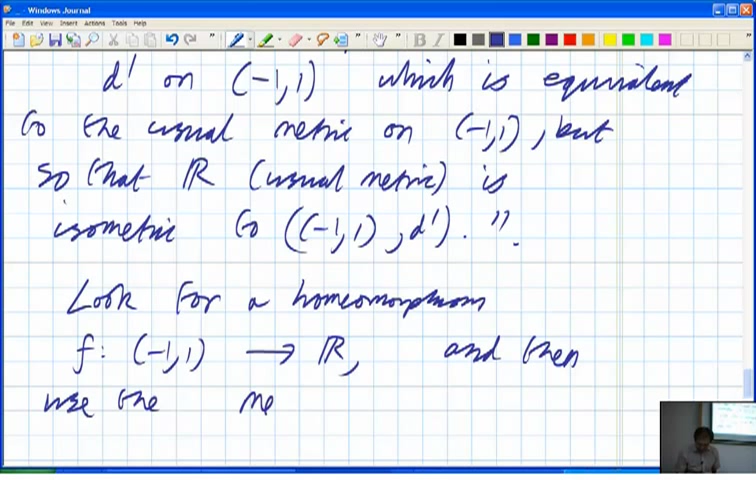 - Windows Journal
File Edit View Insert Actions Tools Help
B I
d' on (-1,1) which is equivalent
to the usual metric on (-1,1), but
so that ℝ (usual metric) is
isometric to ((-1,1), d')."
Look for a homeomorphism
f: (-1,1) → ℝ, and then
use the me